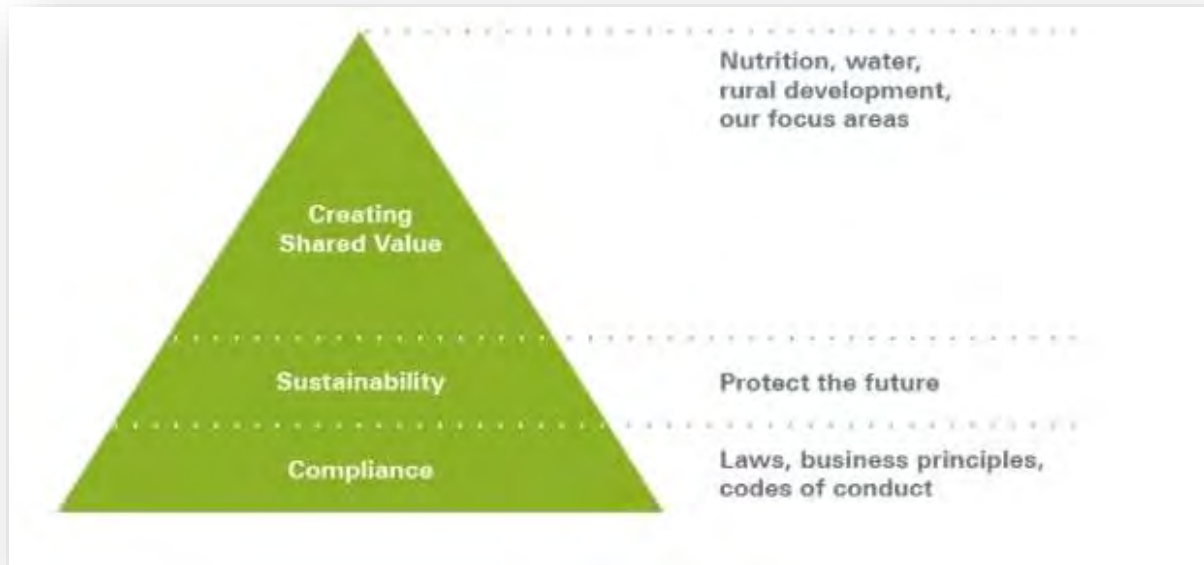 Nutrition, water,
rural development,
our focus areas
Creating
Shared Value
Sustainability
Protect the future
Compliance
Laws, business principles,
codes of conduct